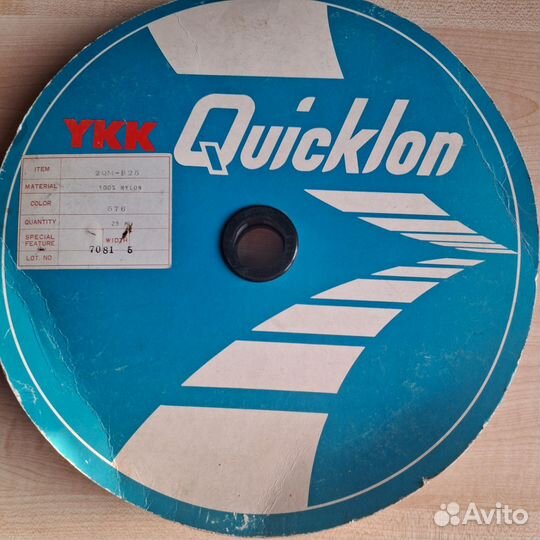 YKK Quicklon
ITEM 2QM-B25
MATERIAL 100% NYLON
COLOR 576
QUANTITY 25
SPECIAL FEATURE WIDTH
LOT. NO 7081 5
Avito